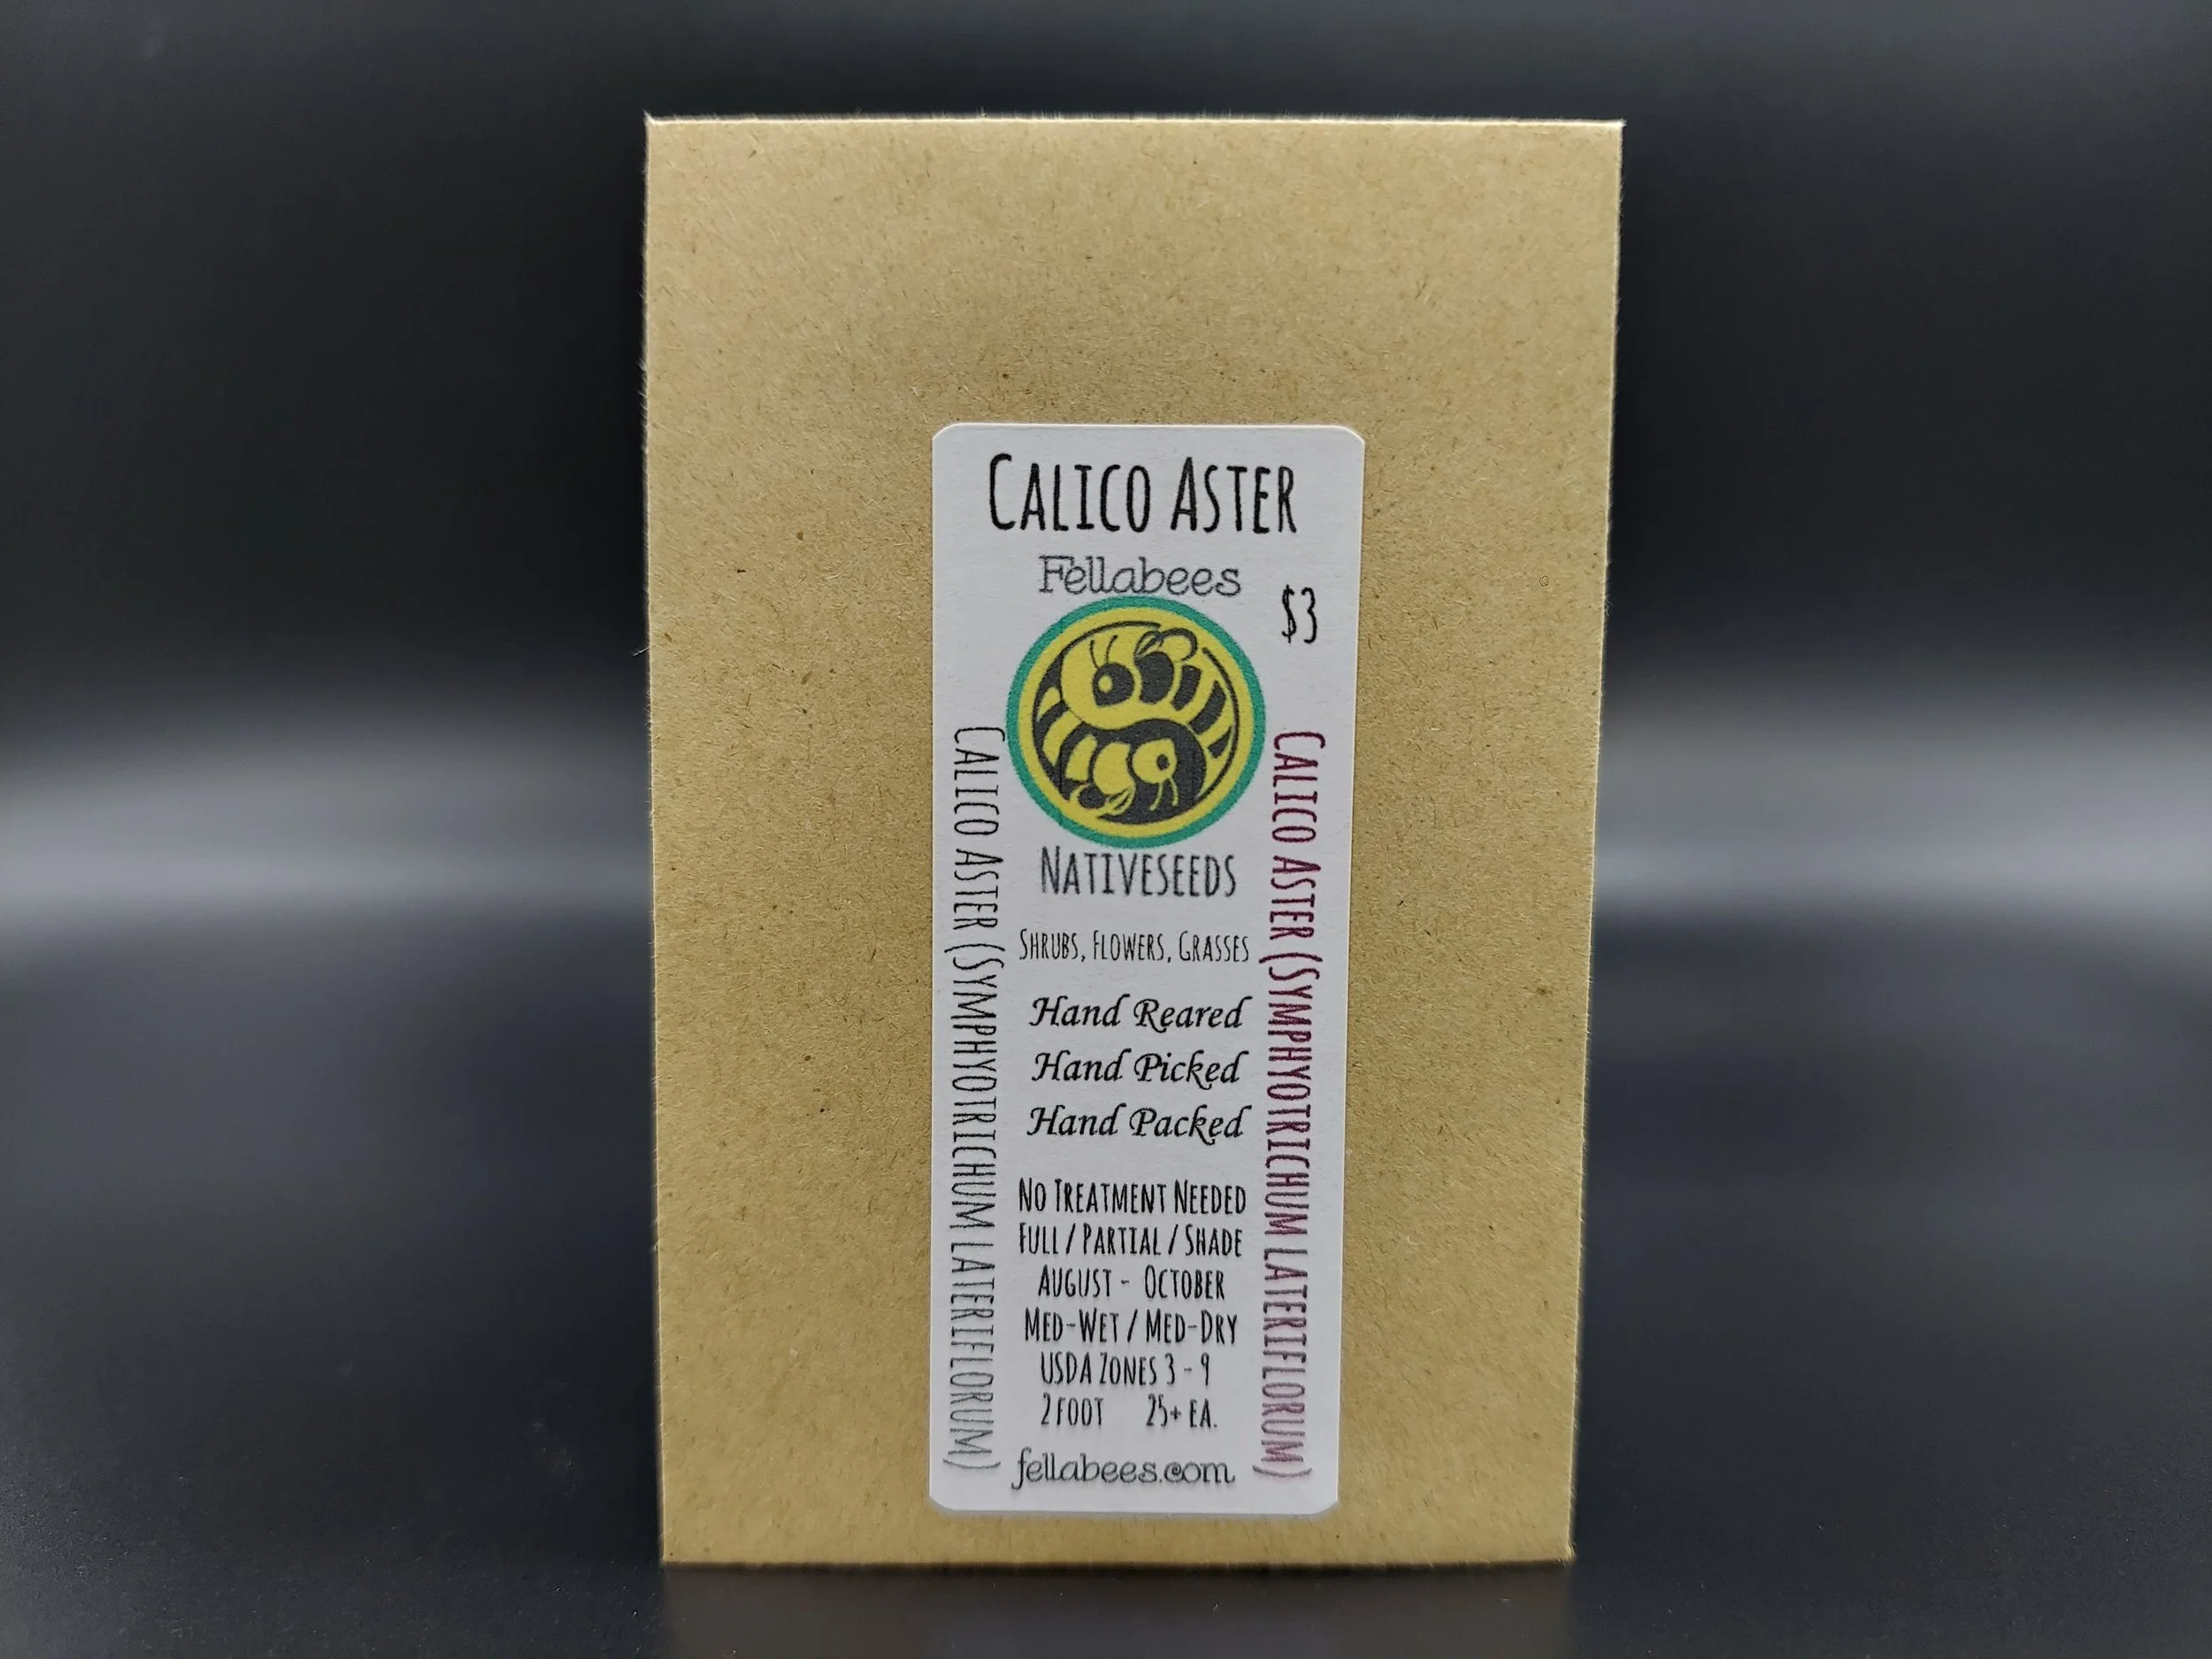 CALICO ASTER
Fellabees
$3
NATIVESEEDS
SHRUBS, FLOWERS, GRASSES
Hand Reared
Hand Picked
Hand Packed
NO TREATMENT NEEDED
FULL / PARTIAL / SHADE
AUGUST - OCTOBER
MED-WET / MED-DRY
USDA ZONES 3 - 9
2 FOOT 25+ EA.
fellabees.com
CALICO ASTER (SYMPHYOTRICHUM LATERIFLORUM)
CALICO ASTER (SYMPHYOTRICHUM LATERIFLORUM)